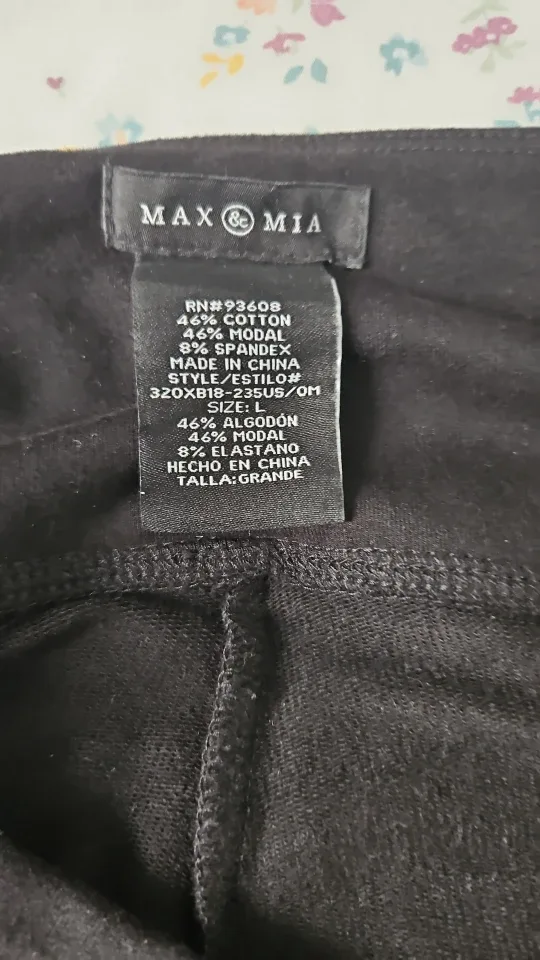 MAX & MIA
RN#93608
46% COTTON
46% MODAL
8% SPANDEX
MADE IN CHINA
STYLE/ESTILO#
320XB18-235US/OM
SIZE: L
46% ALGODÓN
46% MODAL
8% ELASTANO
HECHO EN CHINA
TALLA:GRANDE